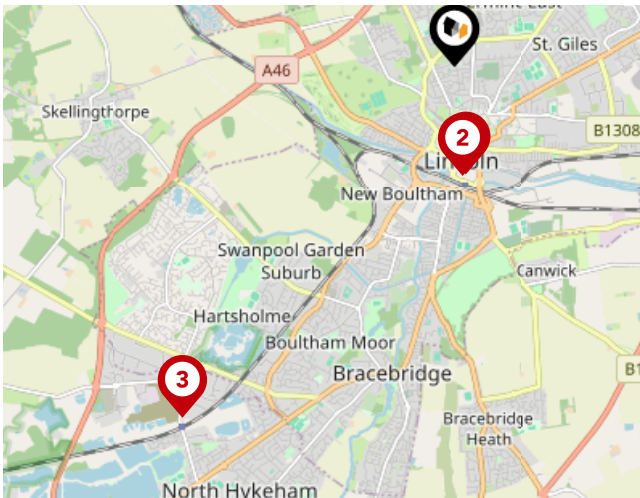 St. Giles
A46
Skellingthorpe
B1308
2
New Boultham
Swanpool Garden
Suburb
Canwick
Hartsholme
Boultham Moor
B1
3
Bracebridge
Bracebridge
Heath
North Hykeham